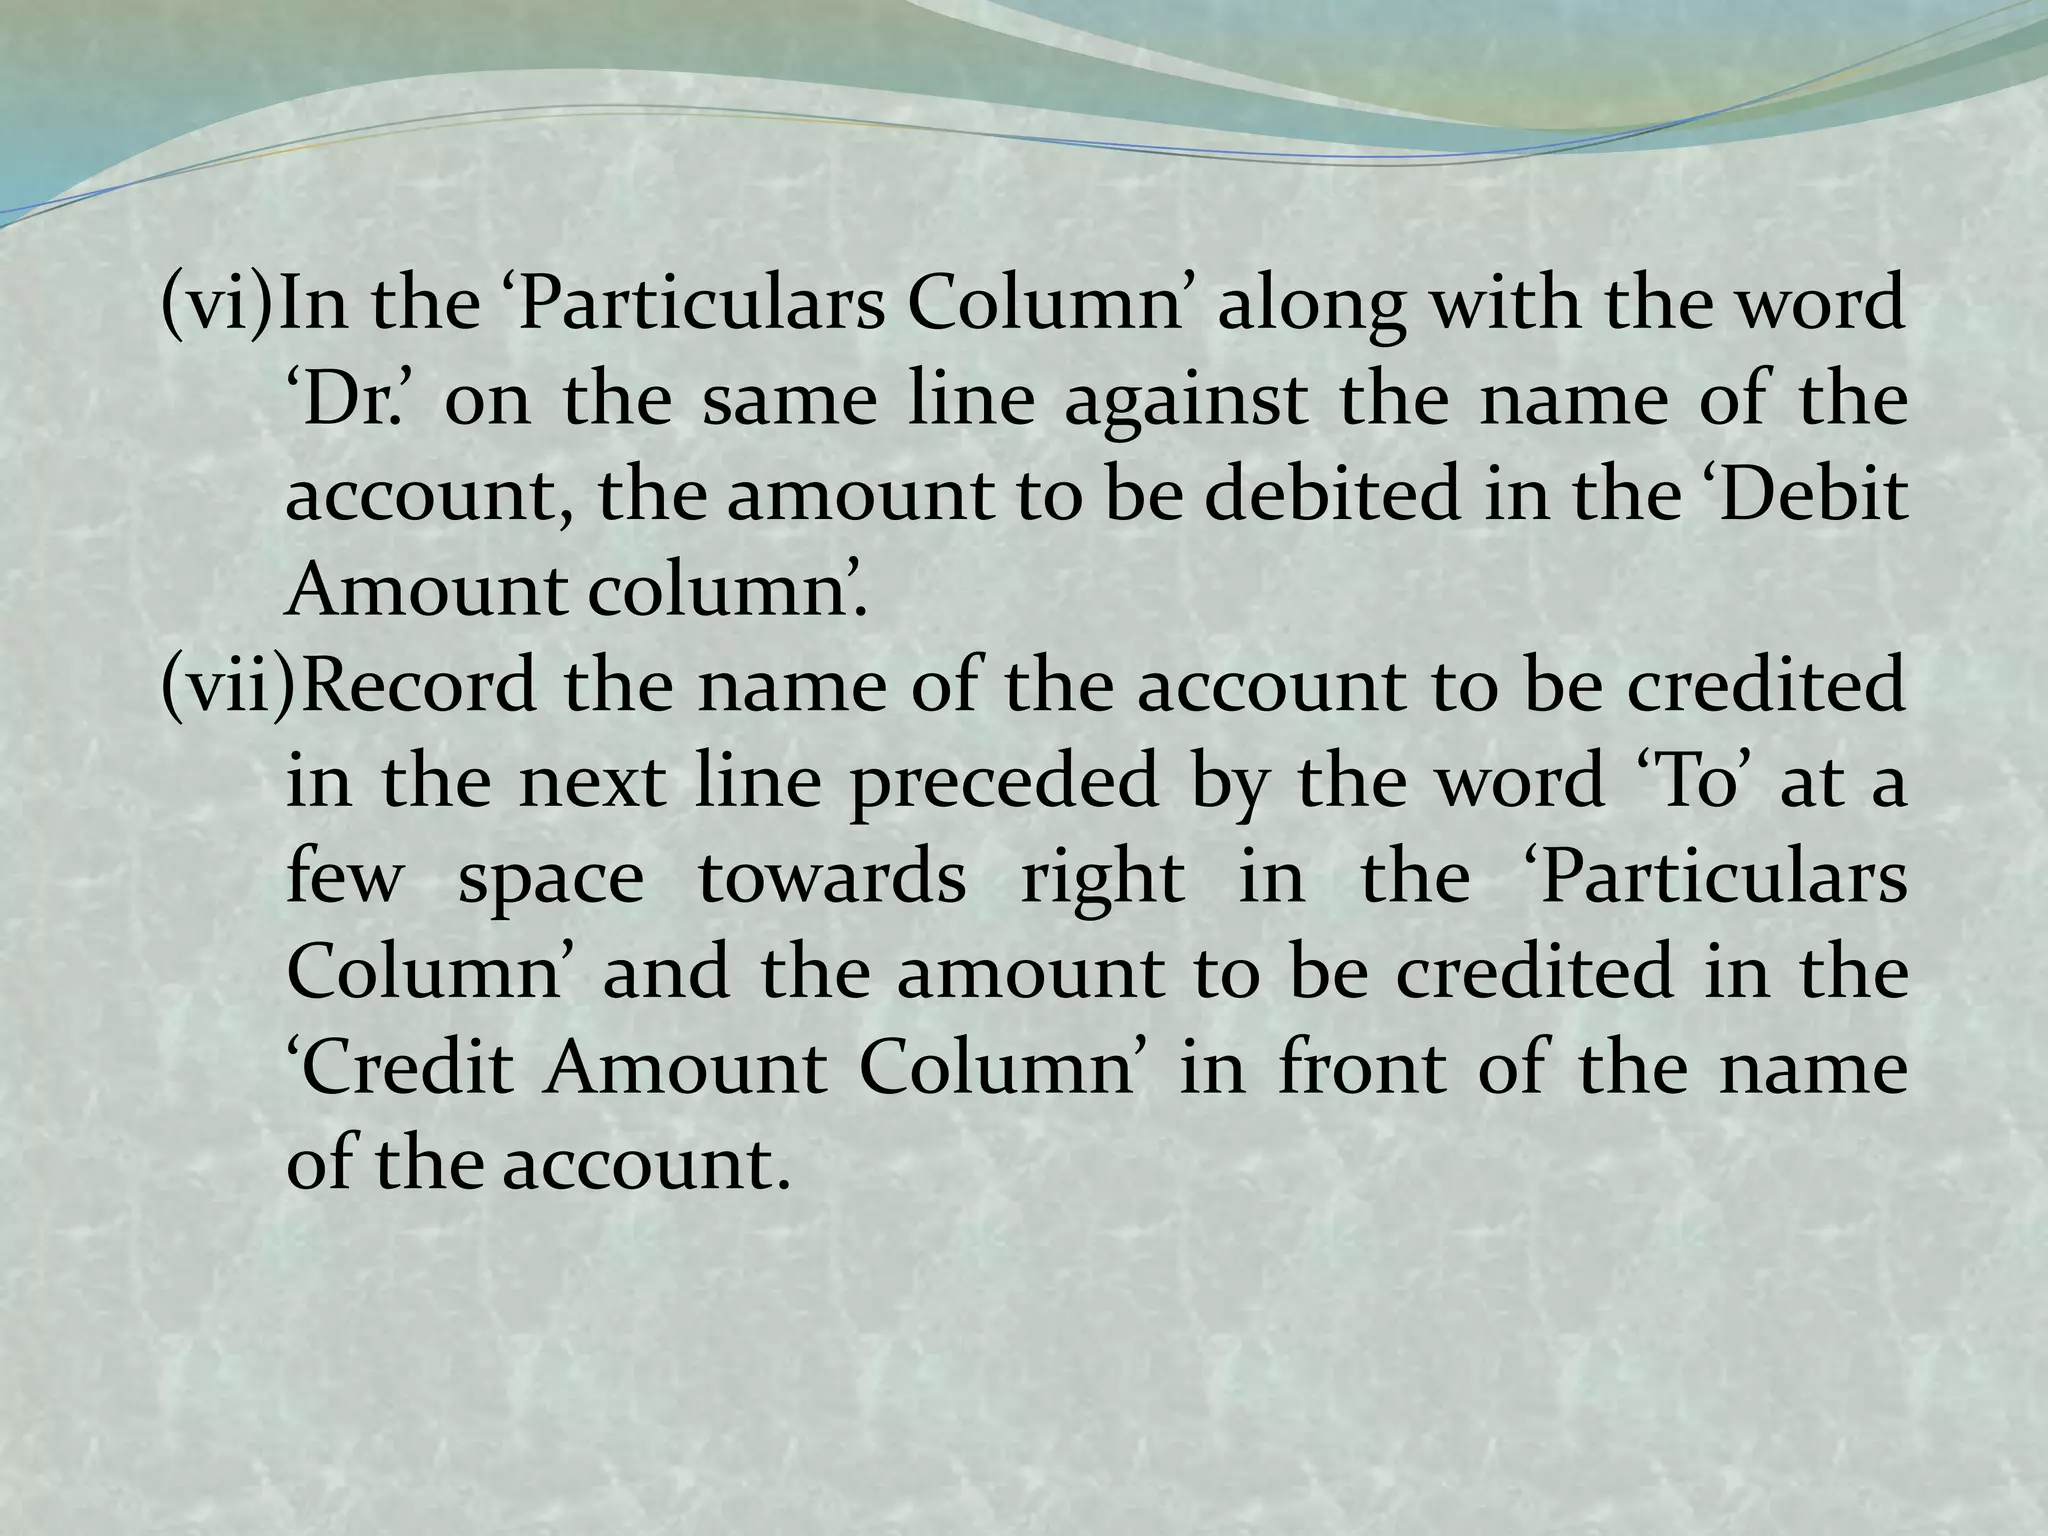 (vi)In the ‘Particulars Column’ along with the word
‘Dr.’ on the same line against the name of the
account, the amount to be debited in the ‘Debit
Amount column’.
(vii)Record the name of the account to be credited
in the next line preceded by the word ‘To’ at a
few space towards right in the ‘Particulars
Column’ and the amount to be credited in the
‘Credit Amount Column’ in front of the name
of the account.